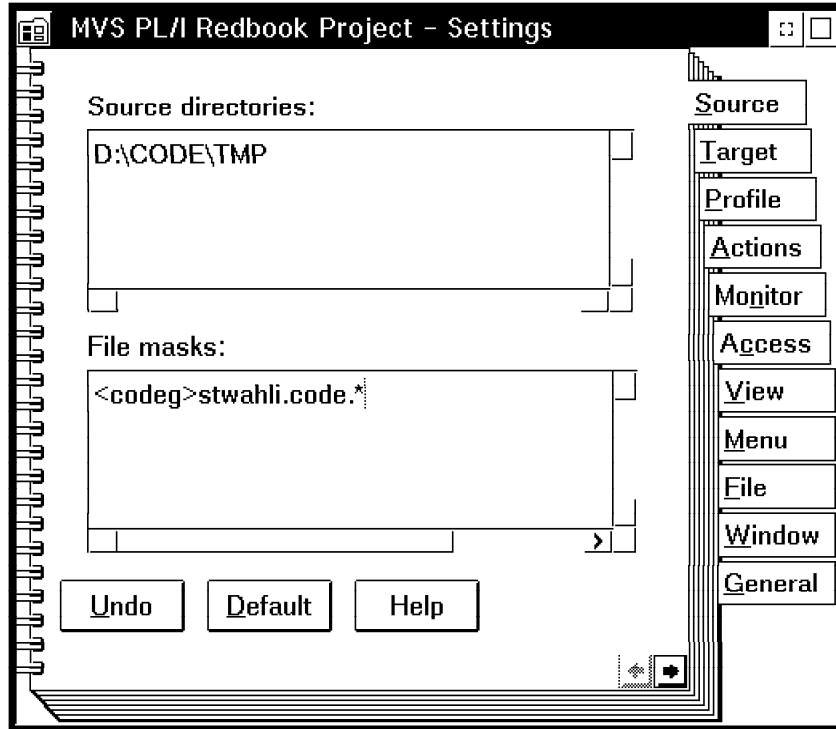 MVS PL/I Redbook Project – Settings
Source directories:
D:\CODE\TMP
File masks:
<codeg>stwahli.code.*
Undo
Default
Help
Source
Target
Profile
Actions
Monitor
Access
View
Menu
File
Window
General